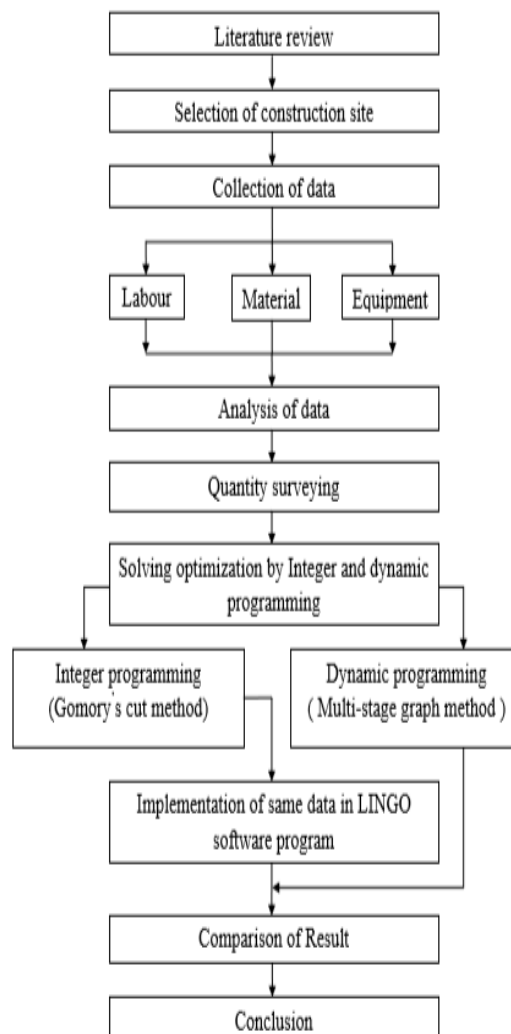 Literature review
Selection of construction site
Collection of data
Labour
Material
Equipment
Analysis of data
Quantity surveying
Solving optimization by Integer and dynamic
programming
Integer programming
(Gomory's cut method)
Dynamic programming
( Multi-stage graph method )
Implementation of same data in LINGO
software program
Comparison of Result
Conclusion